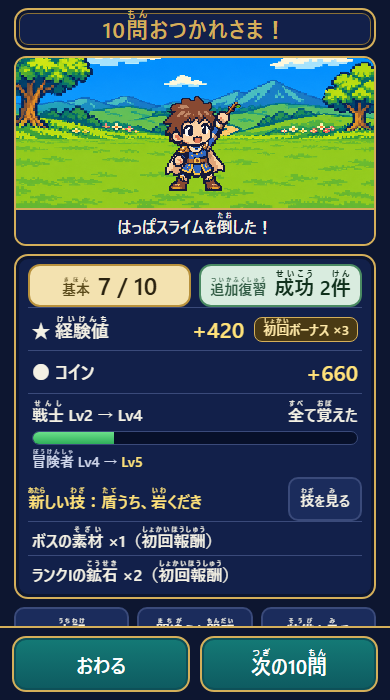 10問おつかれさま！
はっぱスライムを倒した！
基本 7 / 10
追加復習 成功 2件
★ 経験値 +420 初回ボーナス ×3
コイン +660
戦士 Lv2 → Lv4 全て覚えた
冒険者 Lv4 → Lv5
新しい技：盾うち、岩くだき 技を見る
ボスの素材 ×1（初回報酬）
ランクIの鉱石 ×2（初回報酬）
おわる
次の10問